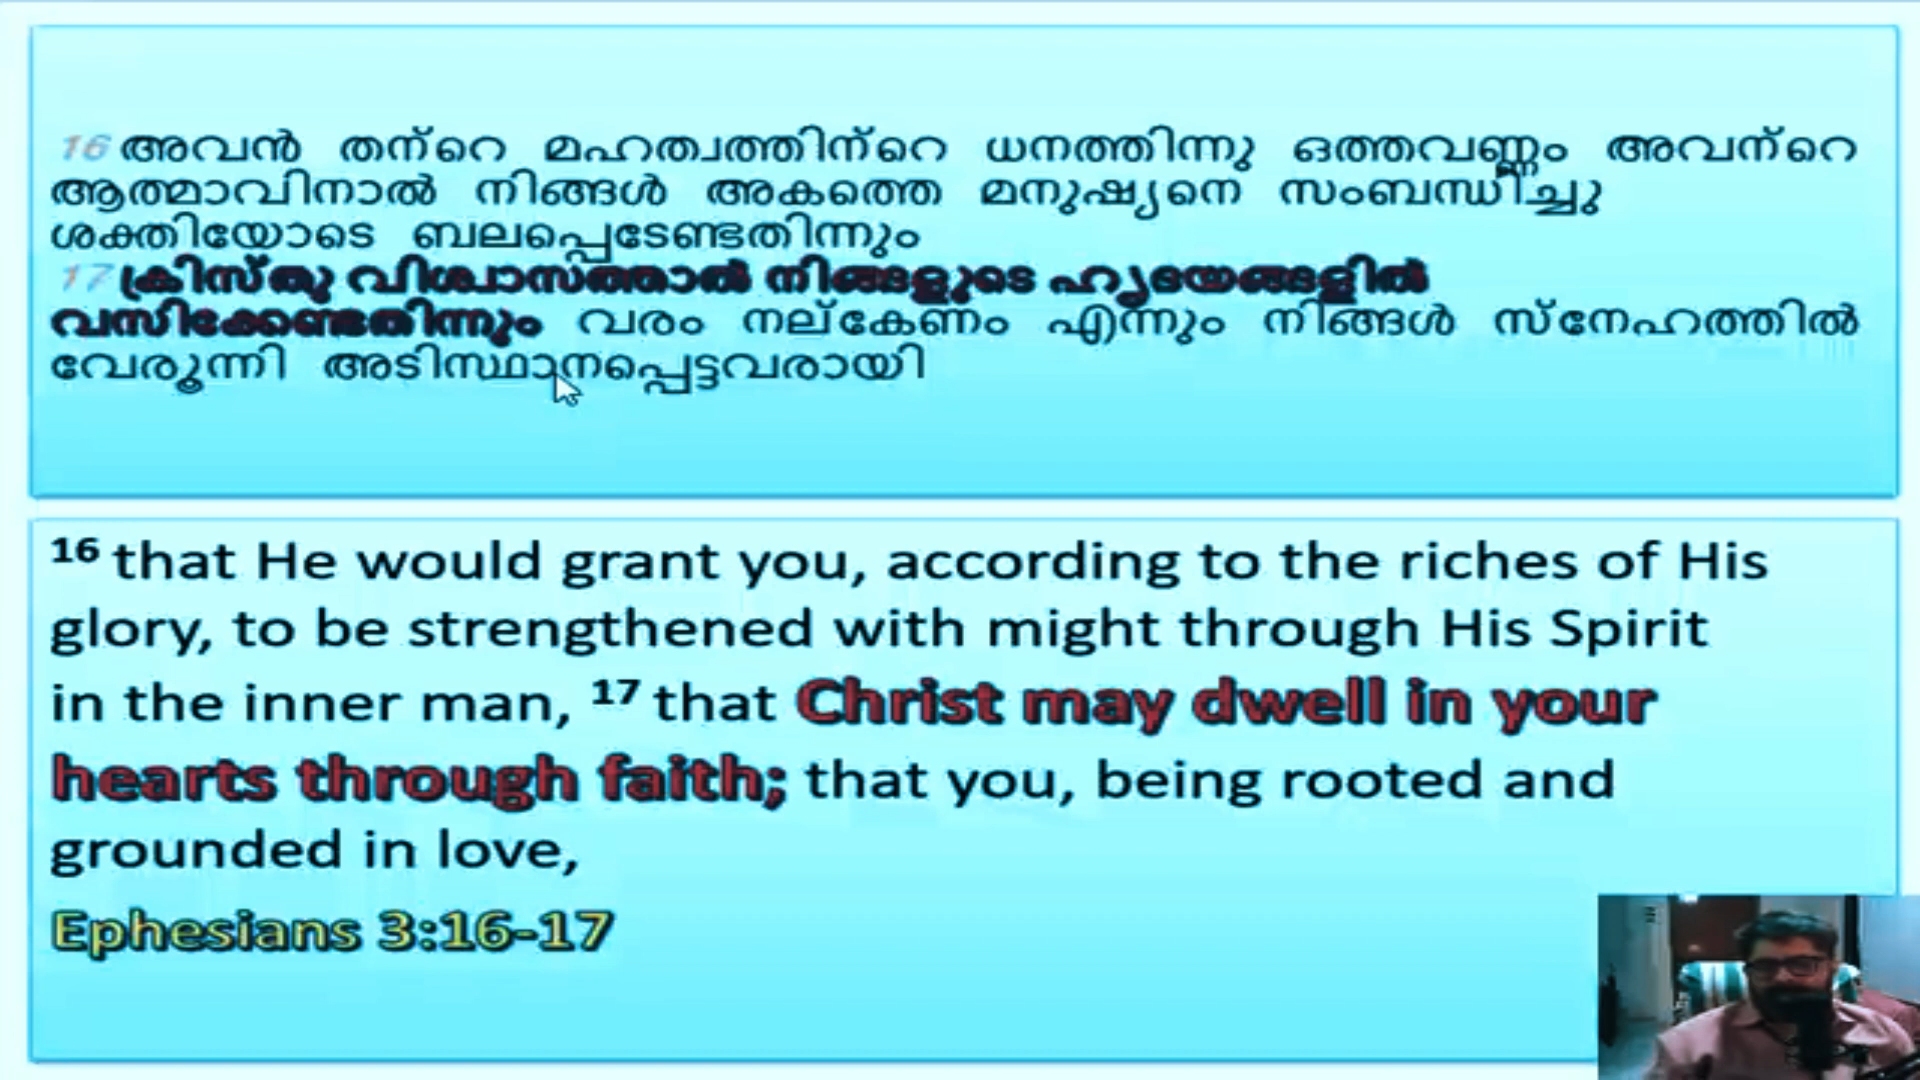 16 അവൻ തന്റെ മഹത്വത്തിന്റെ ധനത്തിന്നു ഒത്തവണ്ണം അവന്റെ
ആത്മാവിനാൽ നിങ്ങൾ അകത്തെ മനുഷ്യനെ സംബന്ധിച്ചു
ശക്തിയോടെ ബലപ്പെടേണ്ടതിന്നും
17 ക്രിസ്തു വിശ്വാസത്താൽ നിങ്ങളുടെ ഹൃദയങ്ങളിൽ
വസിക്കേണ്ടതിന്നും വരം നല്കേണം എന്നും നിങ്ങൾ സ്നേഹത്തിൽ
വേരൂന്നി അടിസ്ഥാനപ്പെട്ടവരായി
16 that He would grant you, according to the riches of His
glory, to be strengthened with might through His Spirit
in the inner man, 17 that Christ may dwell in your
hearts through faith; that you, being rooted and
grounded in love,
Ephesians 3:16-17